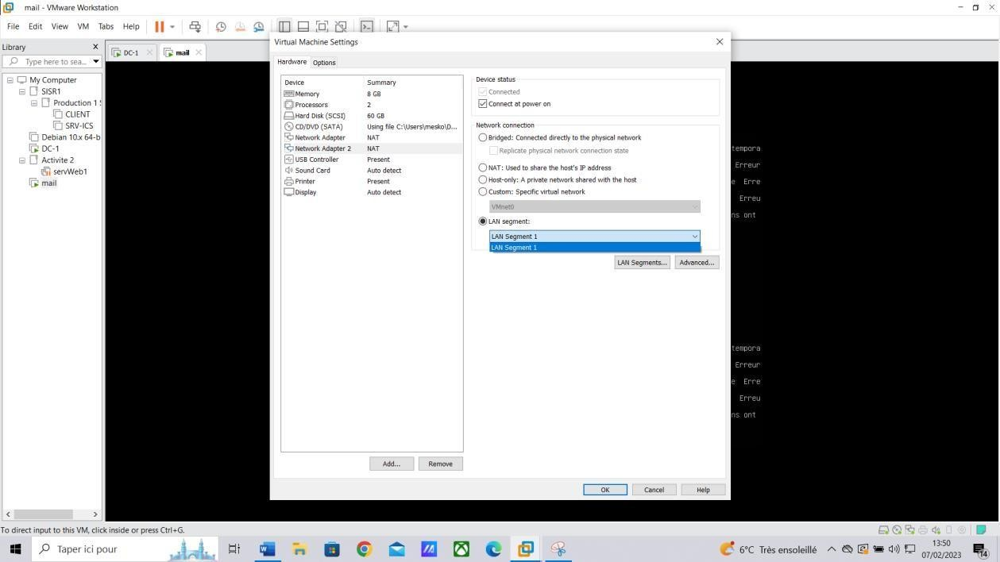 mail - VMware Workstation
File Edit View VM Tabs Help
Library X
Type here to sea...
My Computer
SISR1
Production 1
CLIENT
SRV-ICS
Debian 10.x 64-b
DC-1
Activite 2
servWeb1
mail
DC-1 mail
Virtual Machine Settings
Hardware Options
Device Summary
Memory 8 GB
Processors 2
Hard Disk (SCSI) 60 GB
CD/DVD (SATA) Using file C:\Users\mesko\D...
Network Adapter NAT
Network Adapter 2 NAT
USB Controller Present
Sound Card Auto detect
Printer Present
Display Auto detect
Add... Remove
Device status
Connected
Connect at power on
Network connection
Bridged: Connected directly to the physical network
Replicate physical network connection state
NAT: Used to share the host's IP address
Host-only: A private network shared with the host
Custom: Specific virtual network
VMnet0
LAN segment:
LAN Segment 1
LAN Segment 1
LAN Segments... Advanced...
OK Cancel Help
tempora
Erreur
e Erre
Erreu
ns ont
tempora
Erreur
e Erre
Erreu
ns ont
To direct input to this VM, click inside or press Ctrl+G.
Taper ici pour
6°C Très ensoleillé
13:50
07/02/2023
14